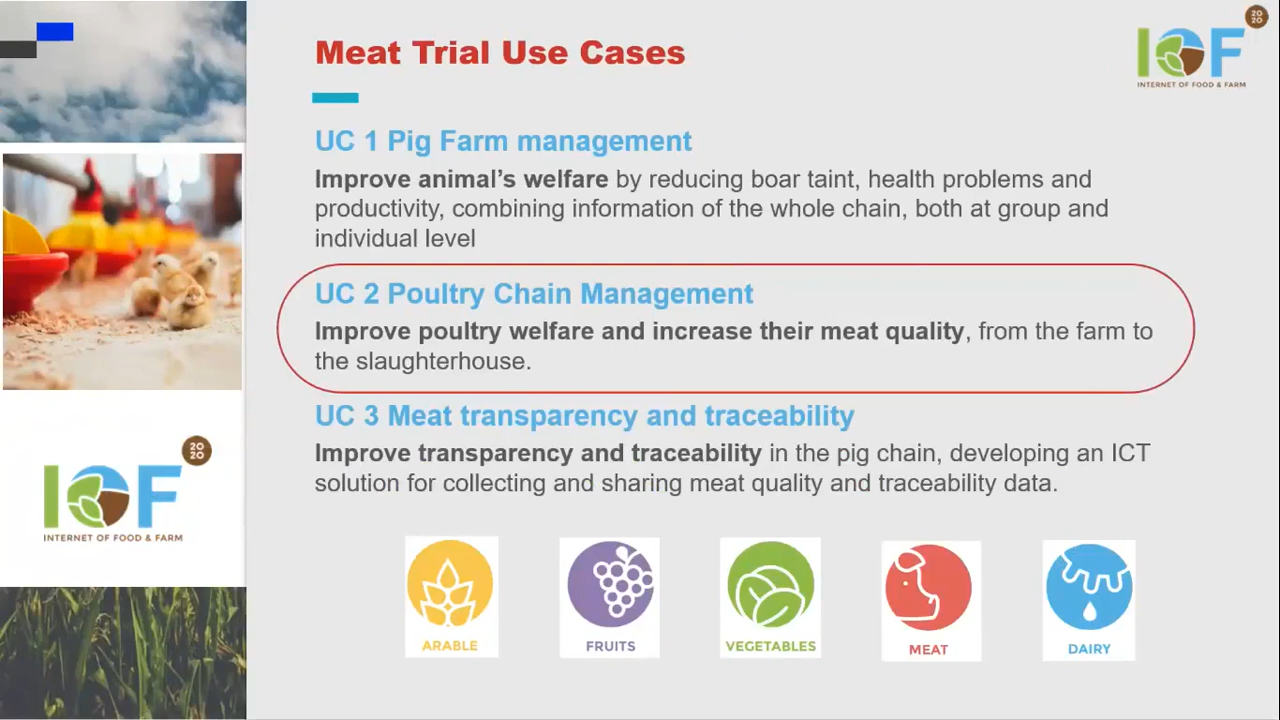 Meat Trial Use Cases
20
20
IOF
INTERNET OF FOOD & FARM
UC 1 Pig Farm management
Improve animal’s welfare by reducing boar taint, health problems and
productivity, combining information of the whole chain, both at group and
individual level
UC 2 Poultry Chain Management
Improve poultry welfare and increase their meat quality, from the farm to
the slaughterhouse.
UC 3 Meat transparency and traceability
Improve transparency and traceability in the pig chain, developing an ICT
solution for collecting and sharing meat quality and traceability data.
20
20
IOF
INTERNET OF FOOD & FARM
ARABLE
FRUITS
VEGETABLES
MEAT
DAIRY